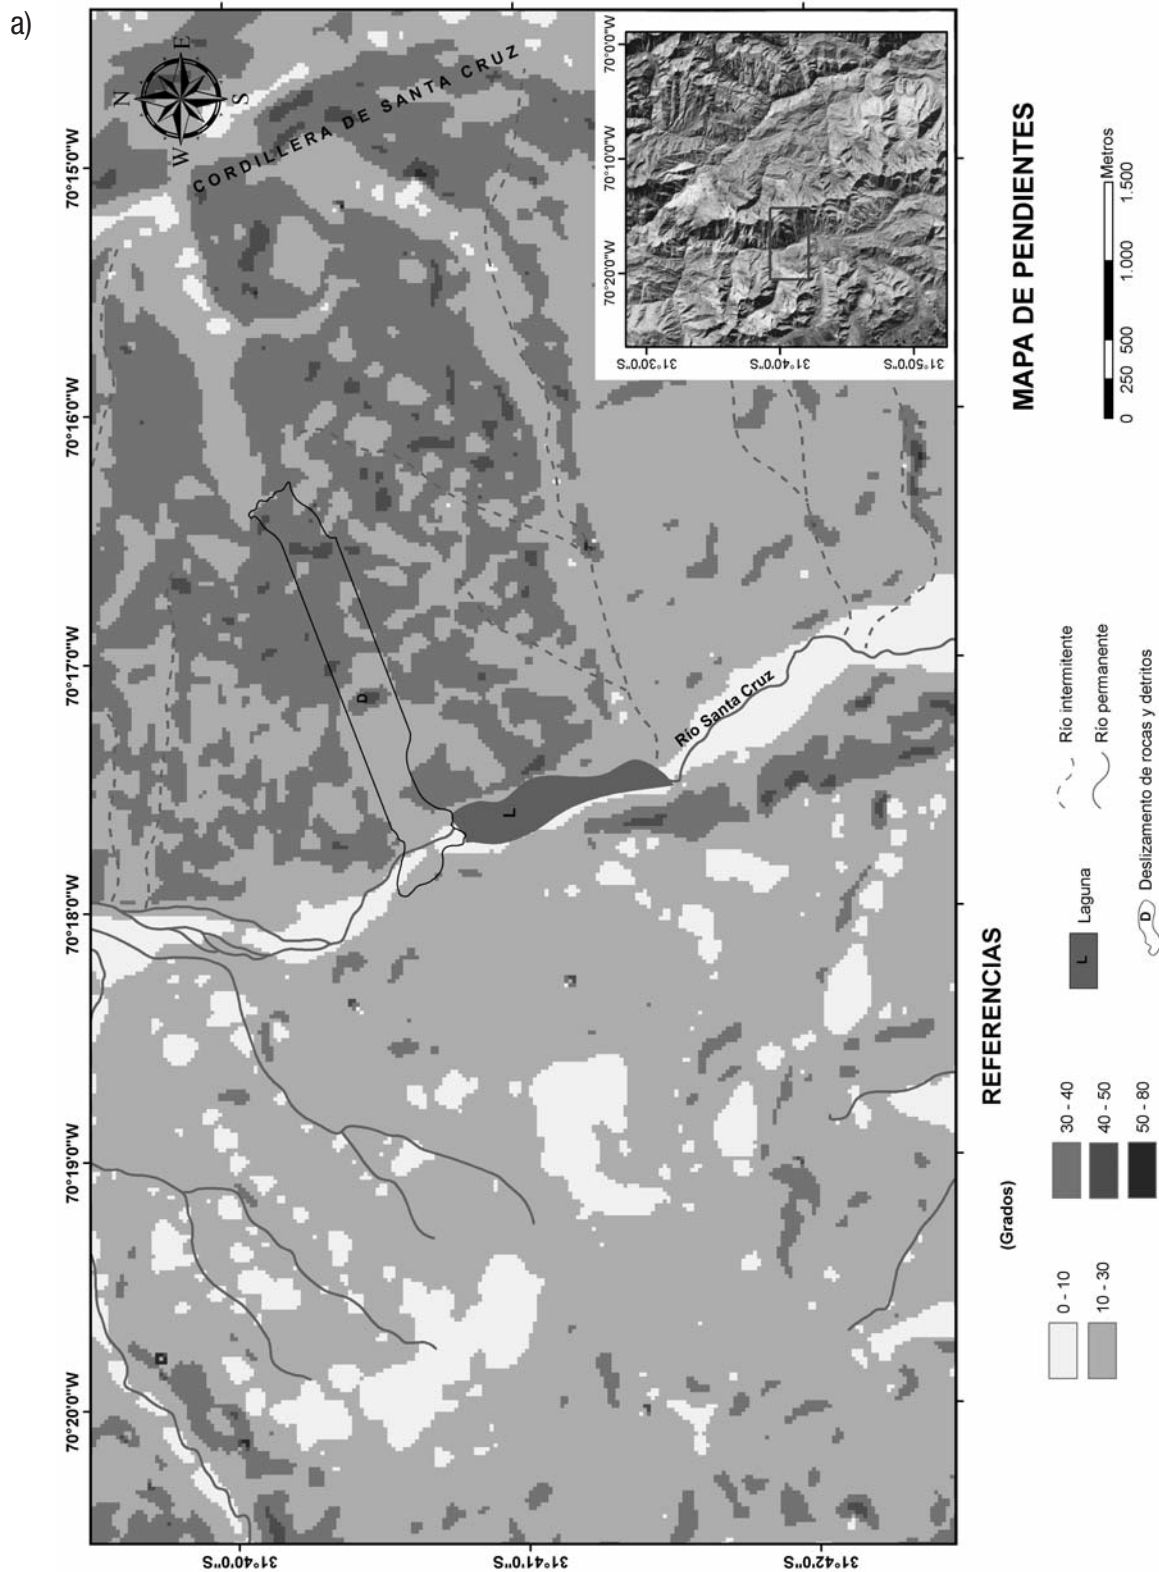 a)
N
E
S
W
CORDILLERA DE SANTA CRUZ
70°15'0"W
70°16'0"W
70°17'0"W
70°18'0"W
70°19'0"W
70°20'0"W
31°40'0"S
31°41'0"S
31°42'0"S
D
L
Río Santa Cruz
70°0'0"W
70°10'0"W
70°20'0"W
31°30'0"S
31°40'0"S
31°50'0"S
MAPA DE PENDIENTES
0 250 500 1.000 1.500
Metros
REFERENCIAS
(Grados)
0 - 10
10 - 30
30 - 40
40 - 50
50 - 80
L
Laguna
Río intermitente
Río permanente
D
Deslizamento de rocas y detritos